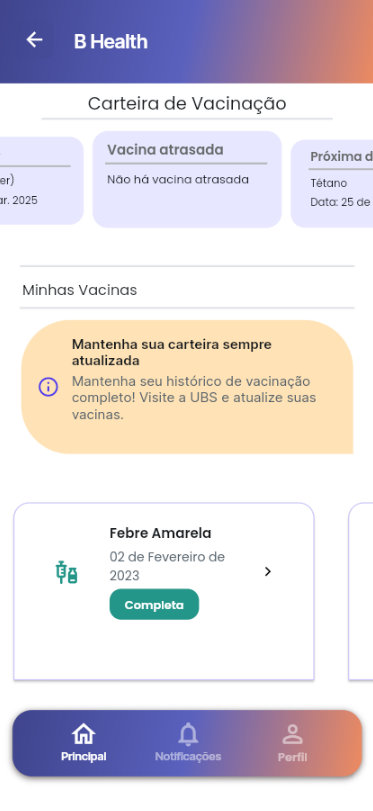 B Health
Carteira de Vacinação
er)
ar. 2025
Vacina atrasada
Não há vacina atrasada
Próxima d
Tétano
Data: 25 de
Minhas Vacinas
Mantenha sua carteira sempre
atualizada
Mantenha seu histórico de vacinação
completo! Visite a UBS e atualize suas
vacinas.
Febre Amarela
02 de Fevereiro de
2023
Completa
Principal
Notificações
Perfil